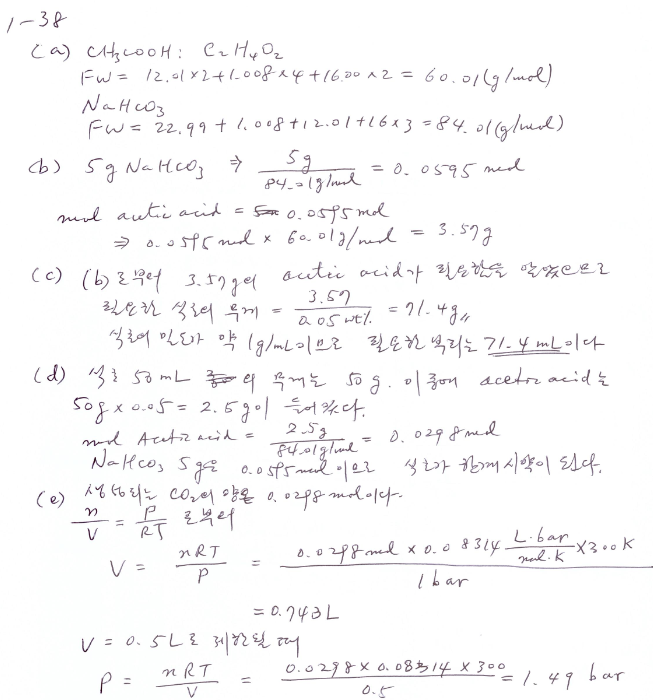 1-38
(a) CH3COOH : C2H4O2
FW = 12.01×2+1.008×4+16.00×2 = 60.01(g/mol)
NaHCO3
FW = 22.99 + 1.008+12.01+16×3 = 84.01(g/mol)
(b) 5g NaHCO3 ⇒ 5g / 84.01g/mol = 0.0595 mol
mol acetic acid = 0.0595 mol
⇒ 0.0595 mol × 60.01g/mol = 3.57g
(c) (b)로부터 3.57g의 acetic acid가 필요함을 알았으므로
필요한 식초의 무게 = 3.57 / 0.05 wt% = 71.4g,,
식초의 밀도가 약 1g/mL이므로 필요한 부피는 71.4 mL이다
(d) 식초 50 mL 의 무게는 50g. 이중에 acetic acid는
50g × 0.05 = 2.5g이 들어있다.
mol Acetic acid = 2.5g / 84.01g/mol = 0.0298 mol
NaHCO3 5g은 0.0595 mol이므로 식초가 한계시약이 된다.
(e) 생성되는 CO2의 양은 0.0298 mol이다.
n/V = P/RT 로부터
V = nRT / P = 0.0298 mol × 0.08314 L·bar/mol·K × 300K / 1 bar
= 0.743L
V = 0.5L로 제한될 때
P = nRT / V = 0.0298 × 0.08314 × 300 / 0.5 = 1.49 bar